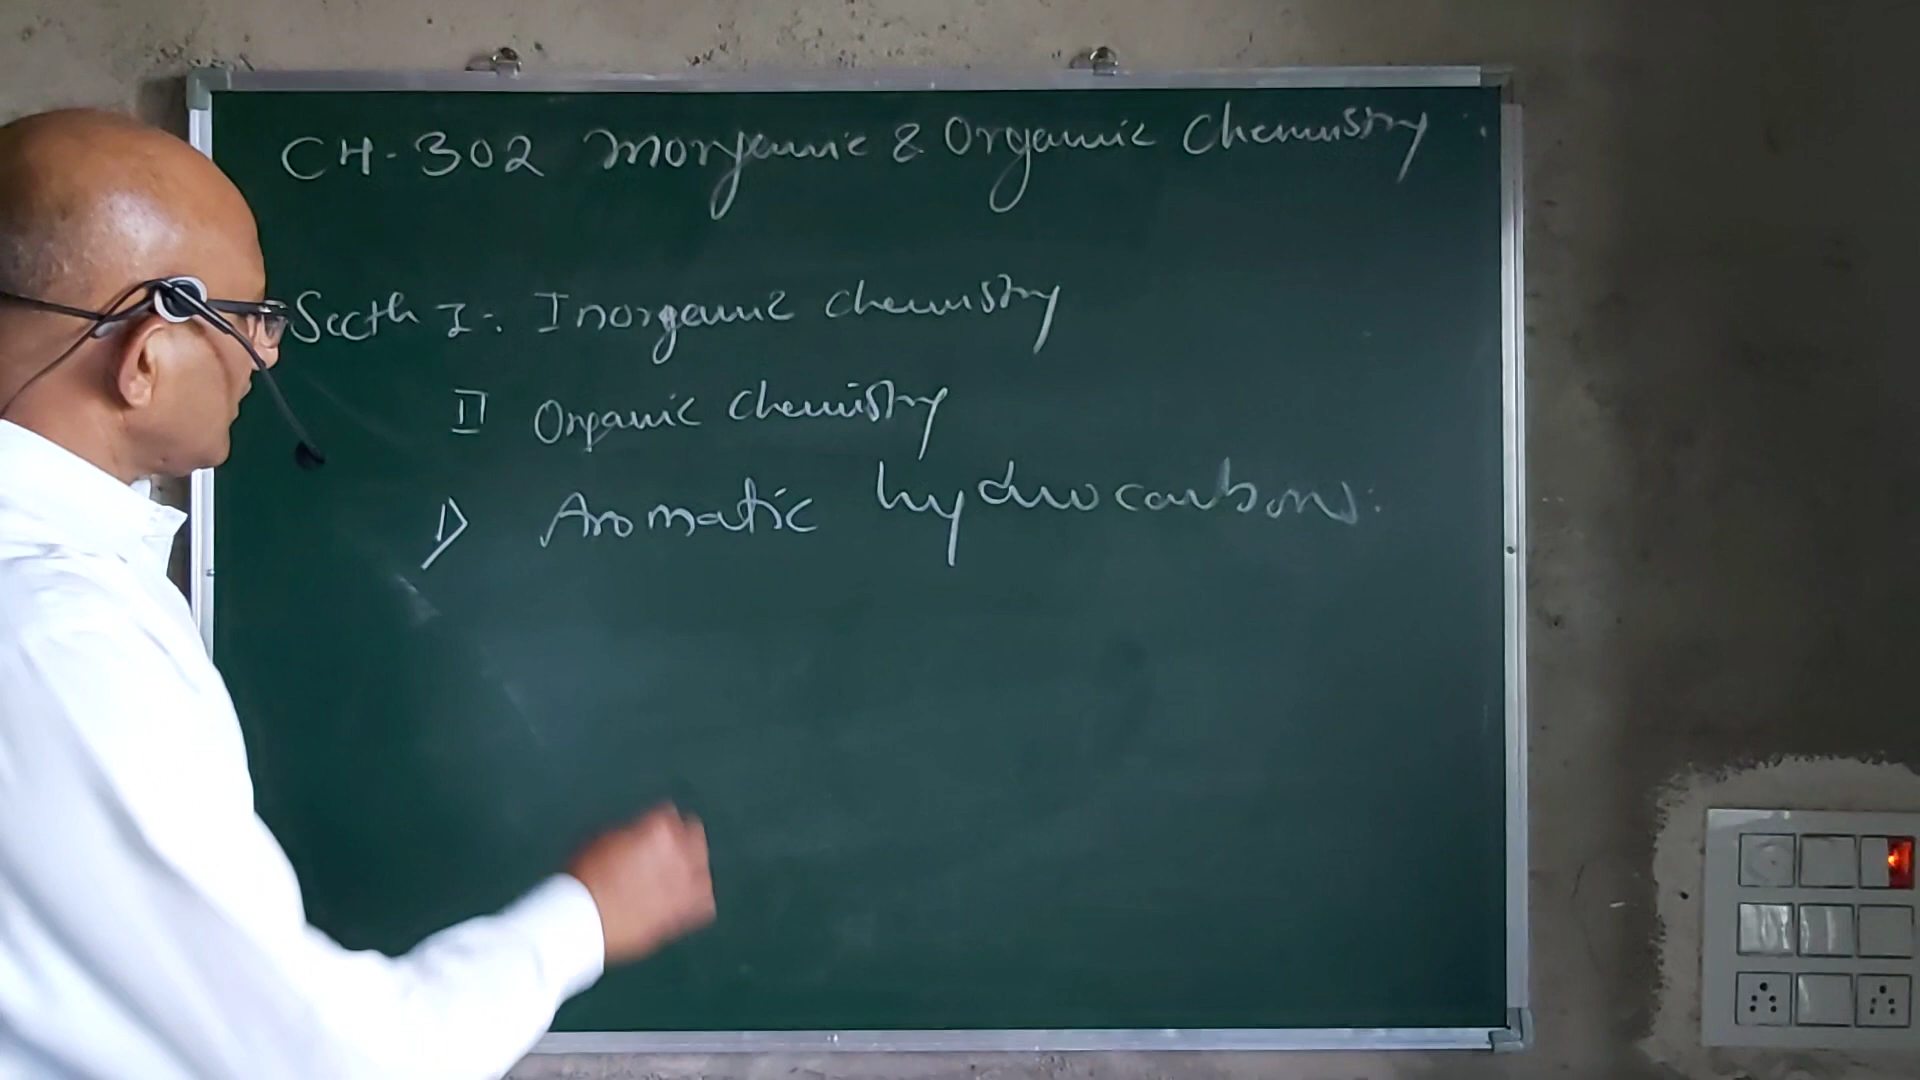 CH-302 Inorganic & Organic Chemistry:
Sectn I: Inorganic chemistry
II Organic chemistry
1) Aromatic hydrocarbons: